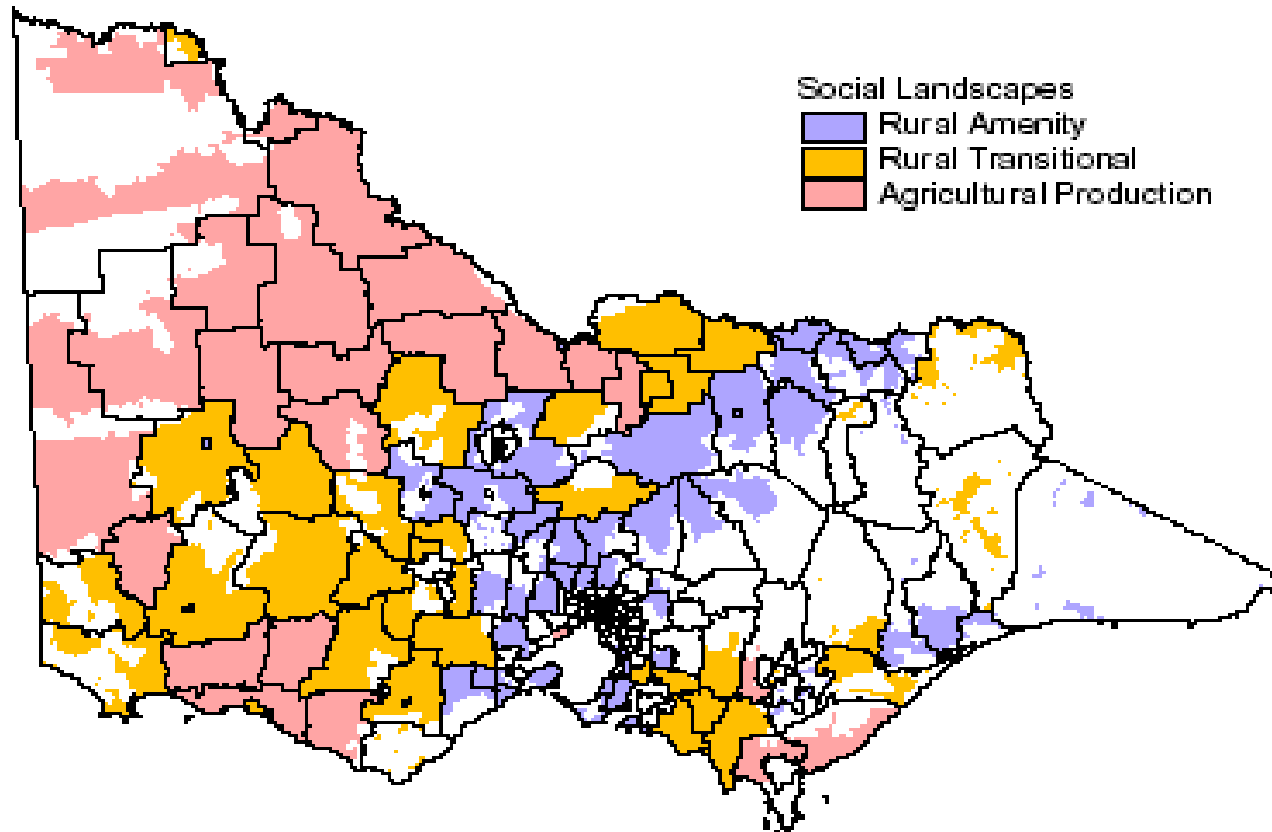 Social Landscapes
Rural Amenity
Rural Transitional
Agricultural Production